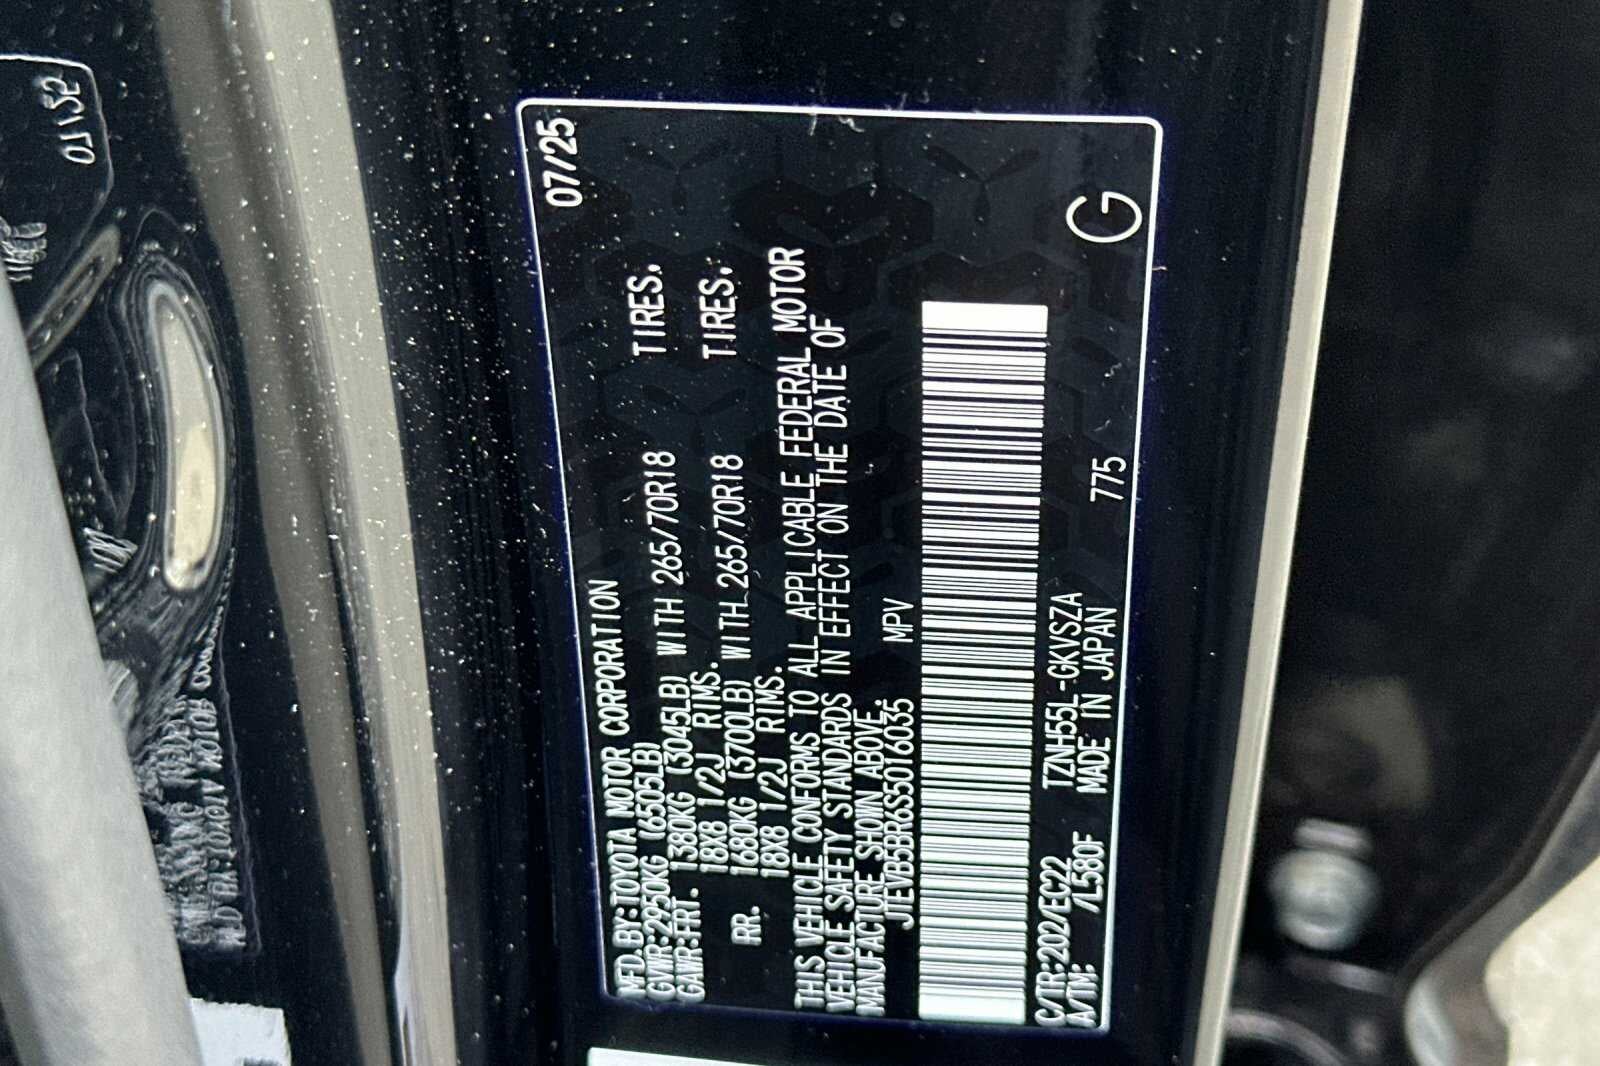 MFD.BY:TOYOTA MOTOR CORPORATION 07/25
GVWR:2950KG (6505LB)
GAWR:FRT. 1380KG (3045LB) WITH 265/70R18 TIRES.
18X8 1/2J RIMS.
RR. 1680KG (3700LB) WITH 265/70R18 TIRES.
18X8 1/2J RIMS.
THIS VEHICLE CONFORMS TO ALL APPLICABLE FEDERAL MOTOR
VEHICLE SAFETY STANDARDS IN EFFECT ON THE DATE OF
MANUFACTURE SHOWN ABOVE.
JTEVB5BR6S5016035 MPV
C/TR:202/EC22 TZNH55L-GKVSZA
A/TM: /L580F MADE IN JAPAN 775 G